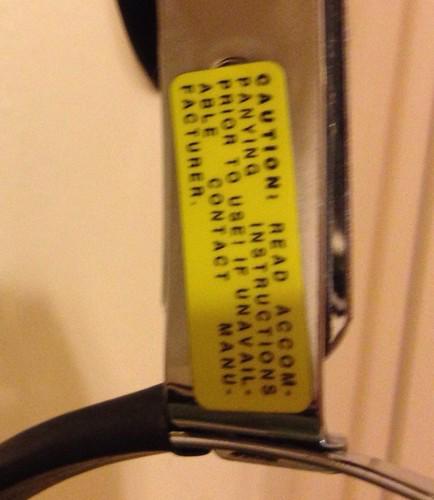 CAUTION: READ ACCOM-
PANYING INSTRUCTIONS
PRIOR TO USE! IF UNAVAIL-
ABLE CONTACT MANU-
FACTURER.